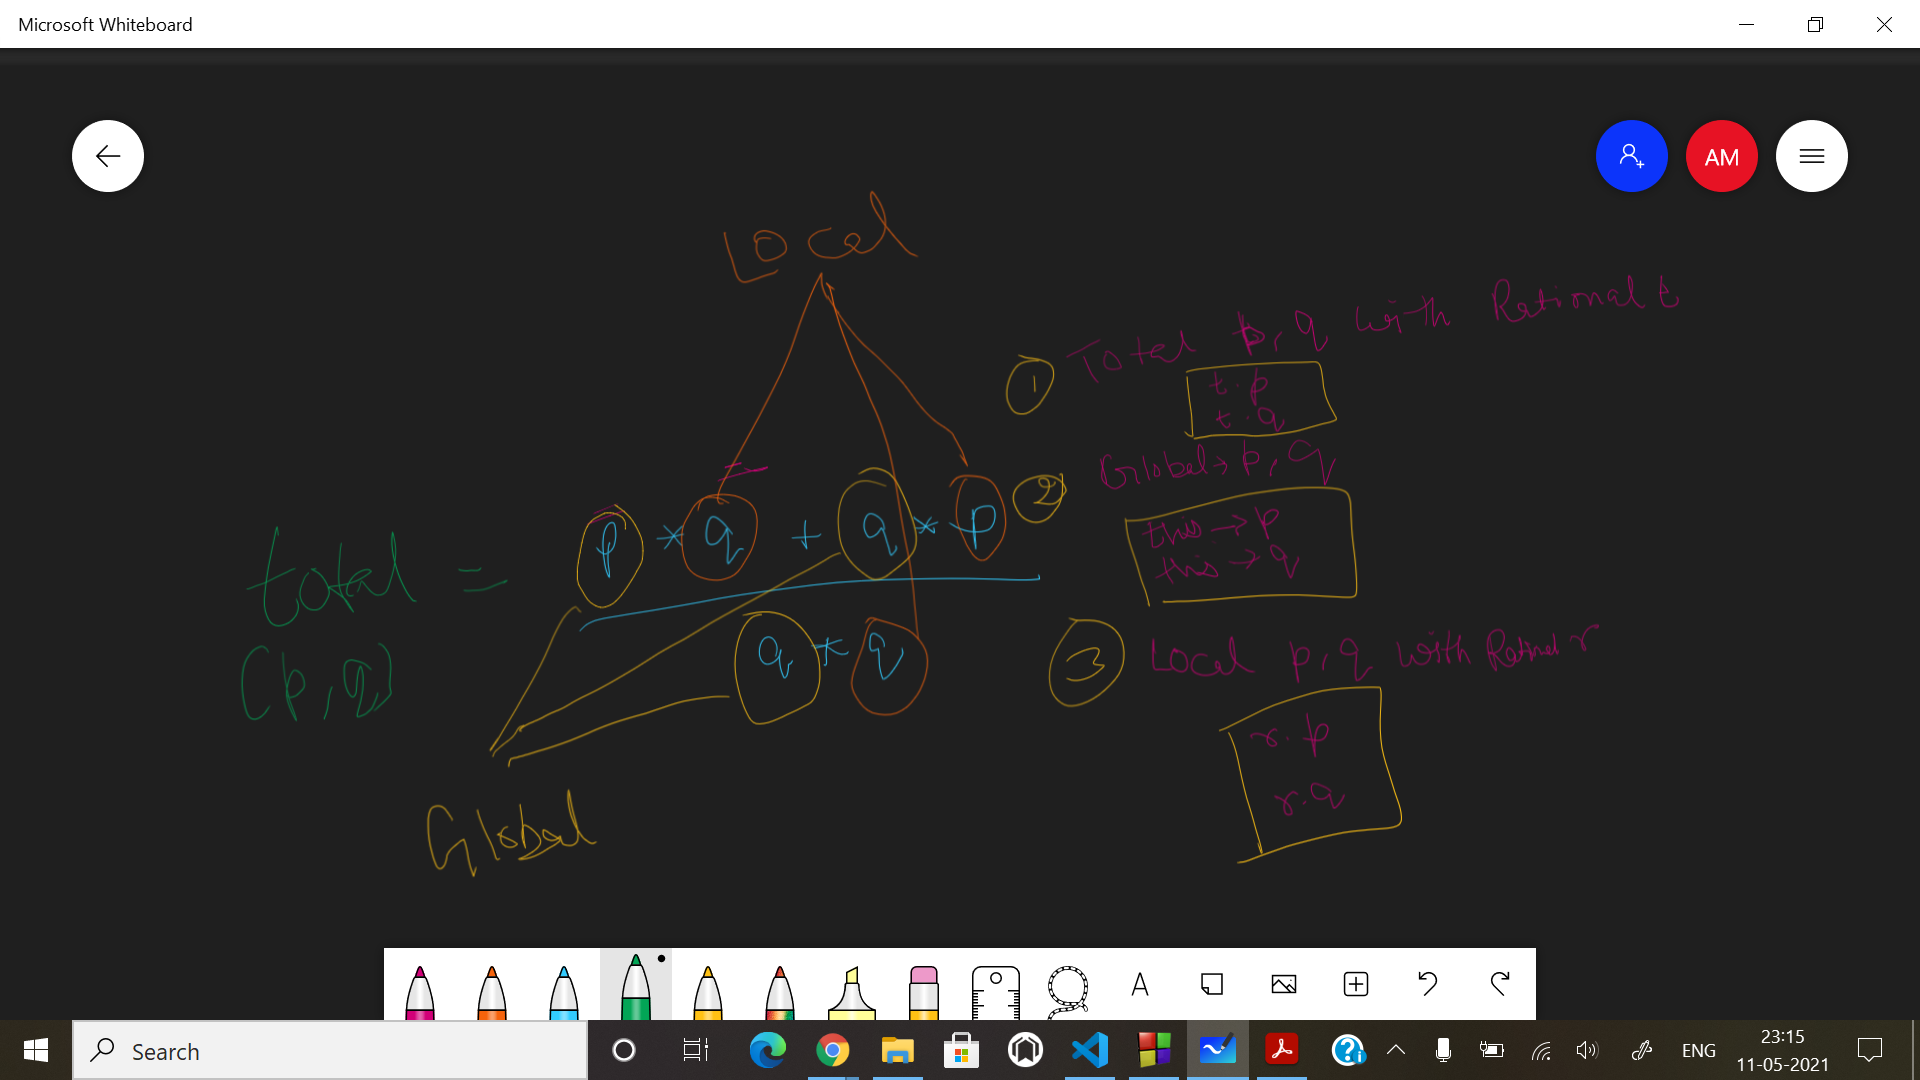 Microsoft Whiteboard
AM
Local
① Total p, q with Rational t
t.p
t.q
② Global → p, q
this → p
this → q
total = p * q + q * p
q * q
(p, q)
③ Local p, q with r
r.p
r.q
Global
A
Search
ENG
23:15
11-05-2021